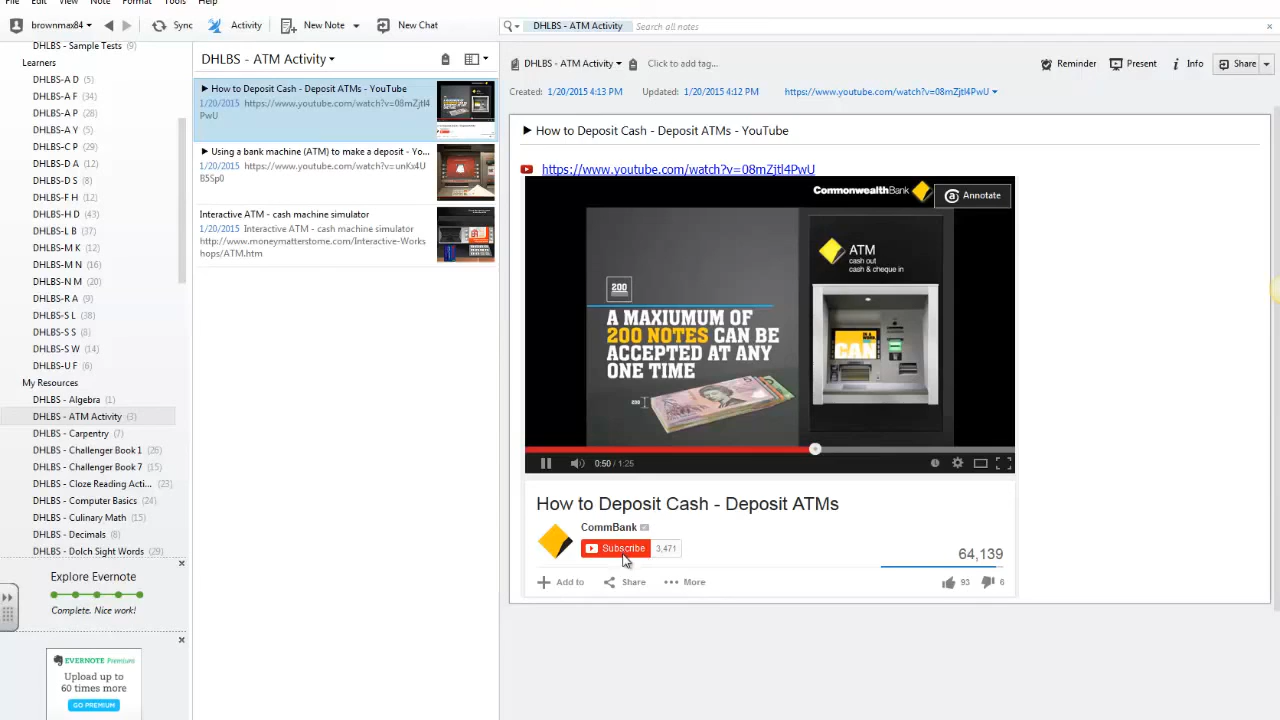 File Edit View Note Format Tools Help
brownmax84 Sync Activity New Note New Chat
DHLBS - ATM Activity Search all notes
DHLBS - Sample Tests (9)
Learners
DHLBS-A D (5)
DHLBS-A F (34)
DHLBS-A P (28)
DHLBS-A Y (5)
DHLBS-C P (29)
DHLBS-D A (12)
DHLBS-D S (8)
DHLBS-F H (12)
DHLBS-H D (43)
DHLBS-L B (37)
DHLBS-M K (12)
DHLBS-M N (16)
DHLBS-N M (20)
DHLBS-R A (9)
DHLBS-S L (38)
DHLBS-S S (8)
DHLBS-S W (14)
DHLBS-U F (6)
My Resources
DHLBS - Algebra (1)
DHLBS - ATM Activity (3)
DHLBS - Carpentry (7)
DHLBS - Challenger Book 1 (26)
DHLBS - Challenger Book 7 (15)
DHLBS - Cloze Reading Acti... (23)
DHLBS - Computer Basics (24)
DHLBS - Culinary Math (15)
DHLBS - Decimals (8)
DHLBS - Dolch Sight Words (29)
Explore Evernote
Complete. Nice work!
EVERNOTE Premium
Upload up to
60 times more
GO PREMIUM
DHLBS - ATM Activity
How to Deposit Cash - Deposit ATMs - YouTube
1/20/2015 https://www.youtube.com/watch?v=08mZjtI4
PwU
Using a bank machine (ATM) to make a deposit - Yo...
1/20/2015 https://www.youtube.com/watch?v=unKx4U
B5Sp0
Interactive ATM - cash machine simulator
1/20/2015 Interactive ATM - cash machine simulator
http://www.moneymatterstome.com/Interactive-Works
hops/ATM.htm
DHLBS - ATM Activity Click to add tag...
Reminder Present Info Share
Created: 1/20/2015 4:13 PM Updated: 1/20/2015 4:12 PM https://www.youtube.com/watch?v=08mZjtI4PwU
How to Deposit Cash - Deposit ATMs - YouTube
https://www.youtube.com/watch?v=08mZjtI4PwU
CommonwealthBank
Annotate
ATM
cash out
cash & cheque in
200
A MAXIUMUM OF
200 NOTES CAN BE
ACCEPTED AT ANY
ONE TIME
200
CAN
0:50 / 1:25
How to Deposit Cash - Deposit ATMs
CommBank
Subscribe 3,471
64,139
Add to Share More
93 6